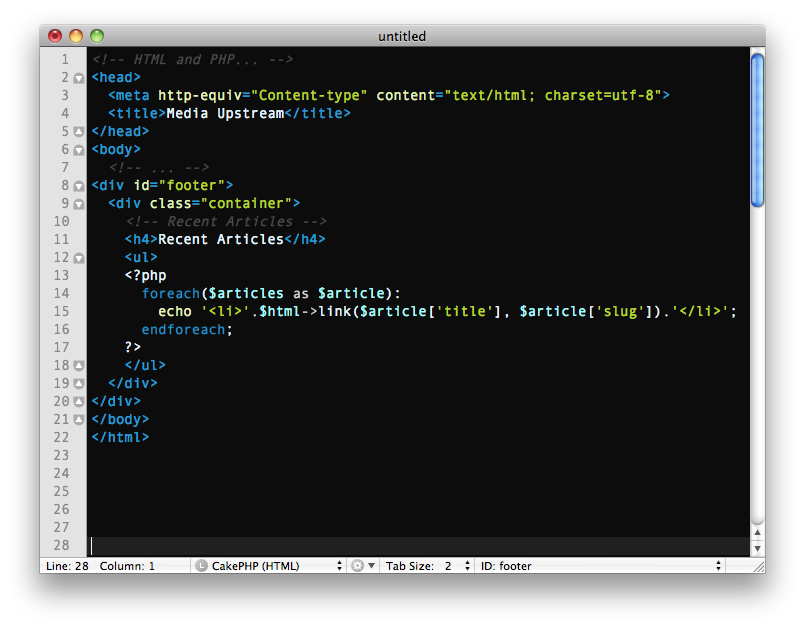 untitled
1 <!-- HTML and PHP... -->
2 <head>
3   <meta http-equiv="Content-type" content="text/html; charset=utf-8">
4   <title>Media Upstream</title>
5 </head>
6 <body>
7   <!-- ... -->
8 <div id="footer">
9   <div class="container">
10     <!-- Recent Articles -->
11     <h4>Recent Articles</h4>
12     <ul>
13     <?php
14       foreach($articles as $article):
15         echo '<li>'.$html->link($article['title'], $article['slug']).'</li>';
16       endforeach;
17     ?>
18     </ul>
19   </div>
20 </div>
21 </body>
22 </html>
23
24
25
26
27
28
Line: 28 Column: 1 L CakePHP (HTML) Tab Size: 2 ID: footer